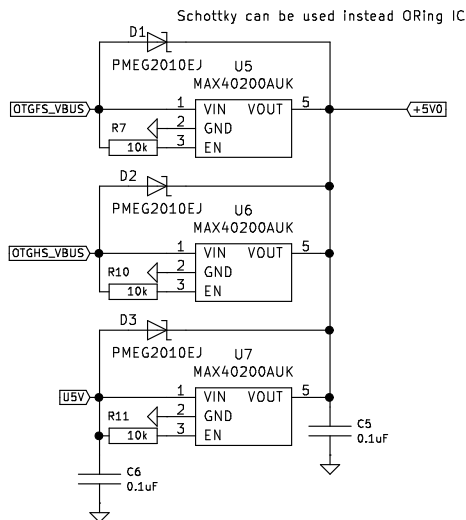 Schottky can be used instead ORing IC
D1
PMEG2010EJ
U5
MAX40200AUK
OTGFS_VBUS
1 VIN VOUT 5
+5V0
R7
2 GND
10k
3 EN
D2
PMEG2010EJ
U6
MAX40200AUK
OTGHS_VBUS
1 VIN VOUT 5
R10
2 GND
10k
3 EN
D3
PMEG2010EJ
U7
MAX40200AUK
U5V
1 VIN VOUT 5
R11
2 GND
10k
3 EN
C5
0.1uF
C6
0.1uF